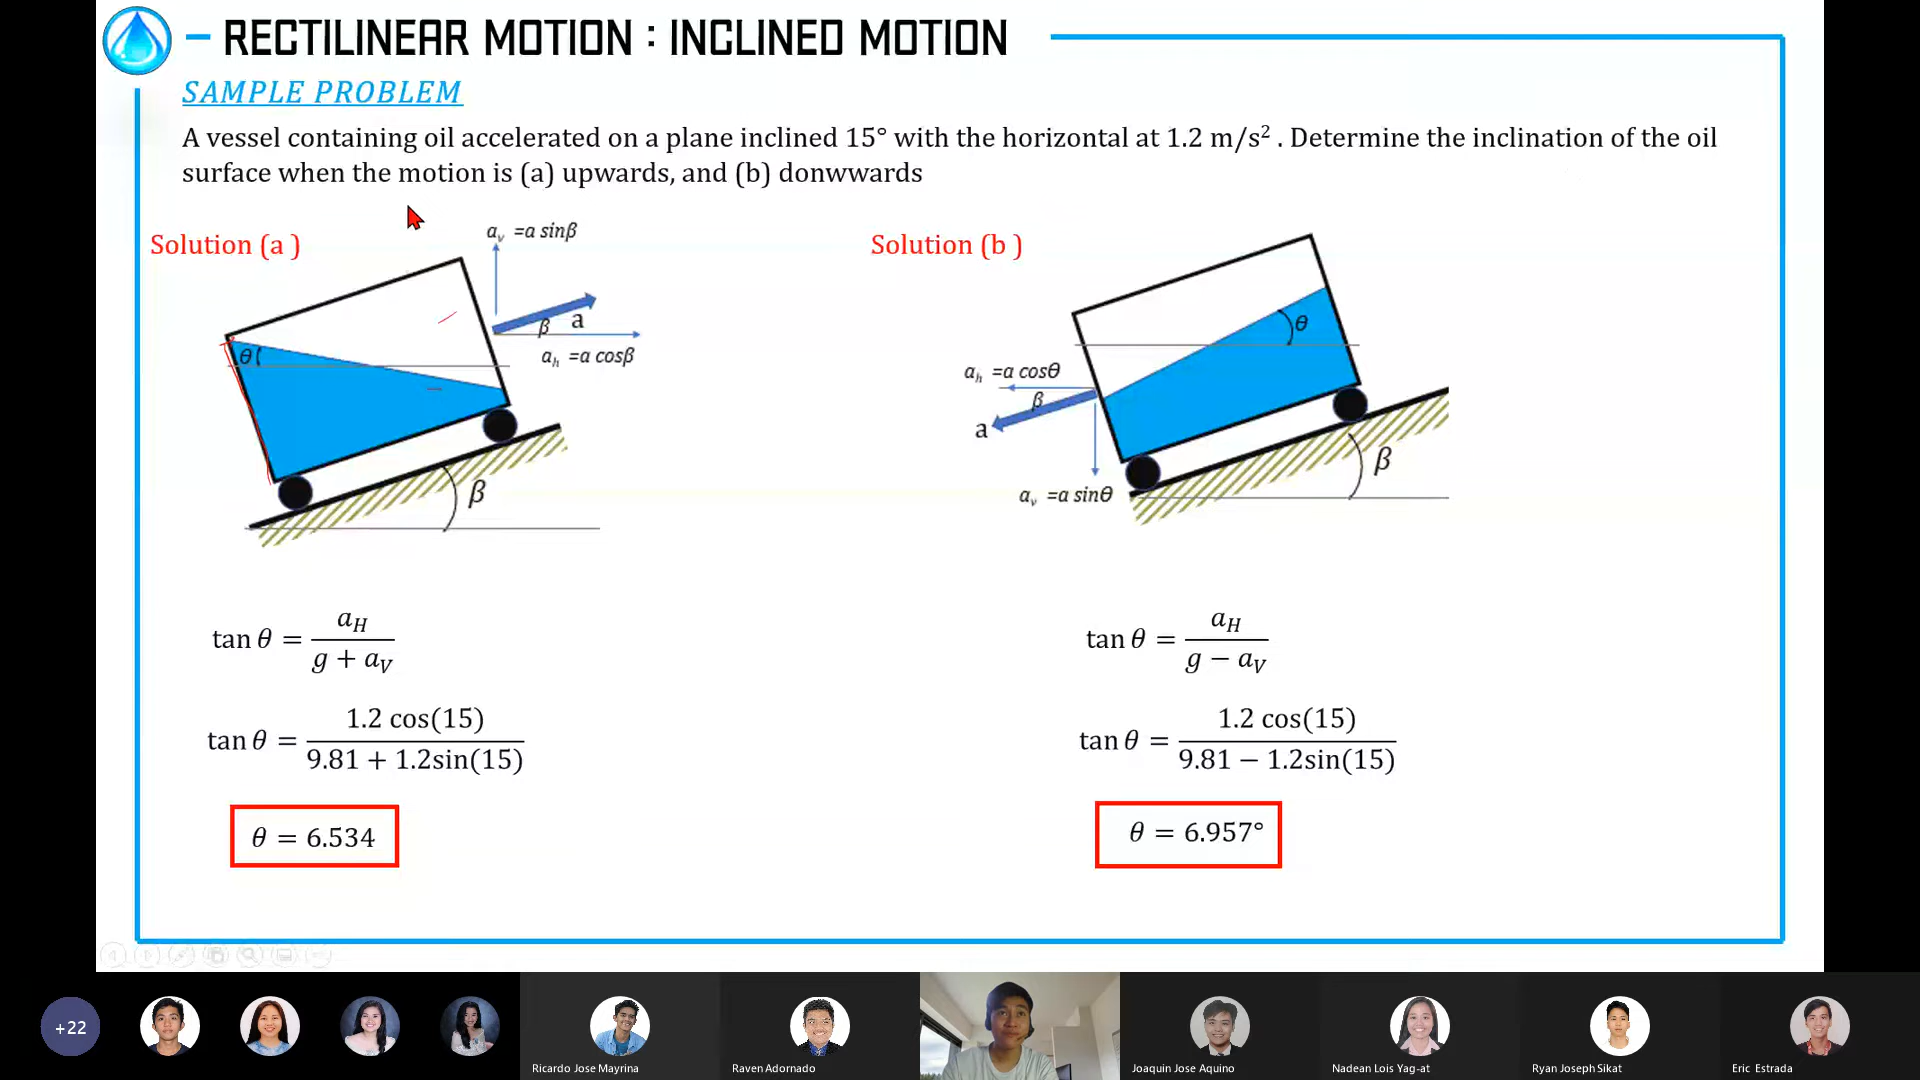 RECTILINEAR MOTION : INCLINED MOTION
SAMPLE PROBLEM
A vessel containing oil accelerated on a plane inclined 15° with the horizontal at 1.2 m/s² . Determine the inclination of the oil
surface when the motion is (a) upwards, and (b) donwwards
Solution (a )
a_v =a sinβ
β
a
a_h =a cosβ
θ
β
tan θ = a_H / (g + a_V)
tan θ = 1.2 cos(15) / (9.81 + 1.2sin(15))
θ = 6.534
Solution (b )
θ
a_h =a cosθ
β
a
a_v =a sinθ
β
tan θ = a_H / (g − a_V)
tan θ = 1.2 cos(15) / (9.81 − 1.2sin(15))
θ = 6.957°
+22
Ricardo Jose Mayrina
Raven Adornado
Joaquin Jose Aquino
Nadean Lois Yag-at
Ryan Joseph Sikat
Eric Estrada